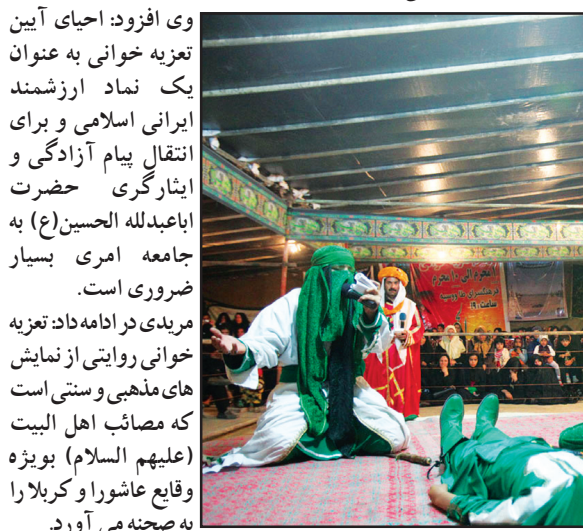 وی افزود: احیای آیین
تعزیه خوانی به عنوان
یک نماد ارزشمند
ایرانی اسلامی و برای
انتقال پیام آزادگی و
ایثارگری حضرت
اباعبدلله الحسین(ع) به
جامعه امری بسیار
ضروری است.
مریدی در ادامه داد: تعزیه
خوانی روایتی از نمایش
های مذهبی و سنتی است
که مصائب اهل البیت
(علیهم السلام) بویژه
وقایع عاشورا و کربلا را
به صحنه می آورد.